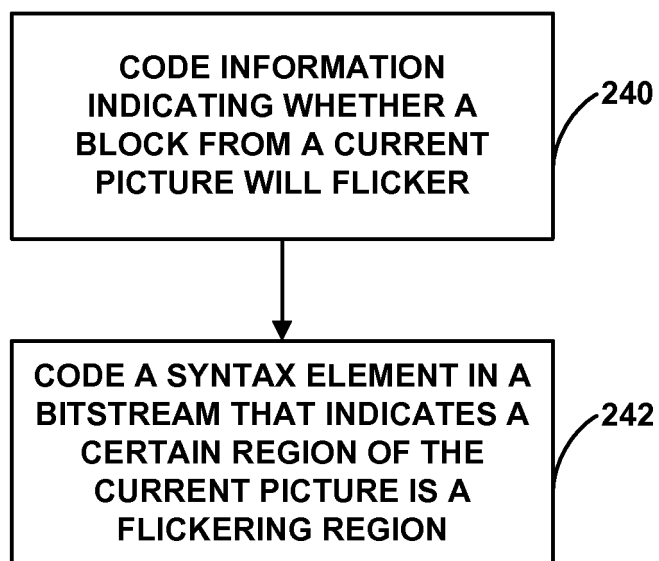 CODE INFORMATION
INDICATING WHETHER A
BLOCK FROM A CURRENT
PICTURE WILL FLICKER
240
CODE A SYNTAX ELEMENT IN A
BITSTREAM THAT INDICATES A
CERTAIN REGION OF THE
CURRENT PICTURE IS A
FLICKERING REGION
242